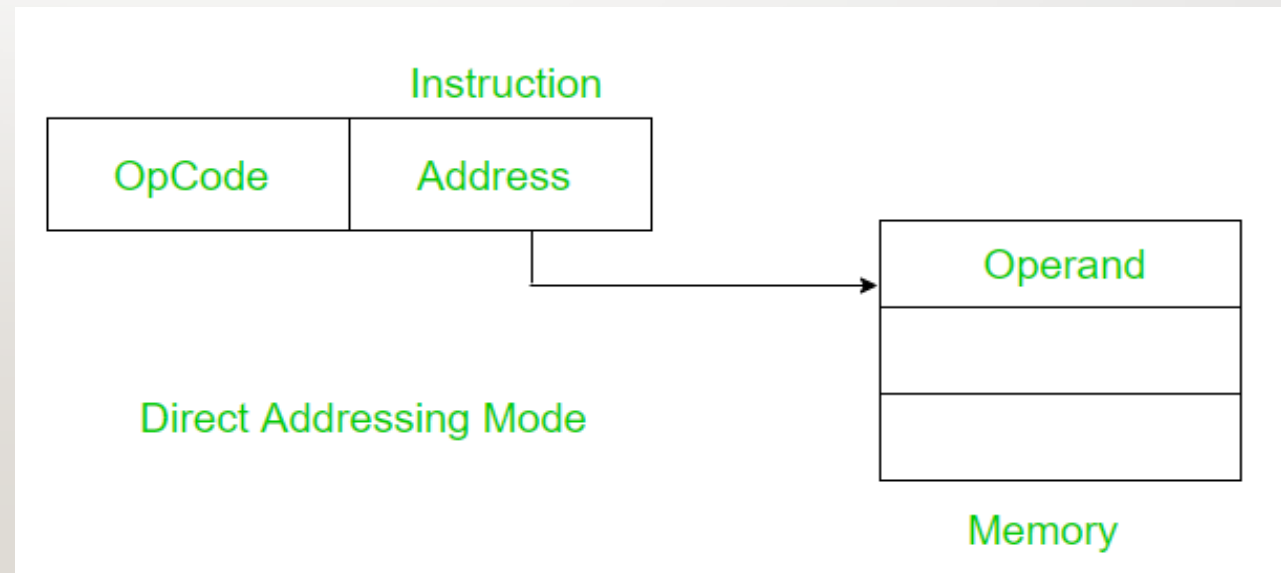 Instruction
OpCode
Address
Operand
Direct Addressing Mode
Memory